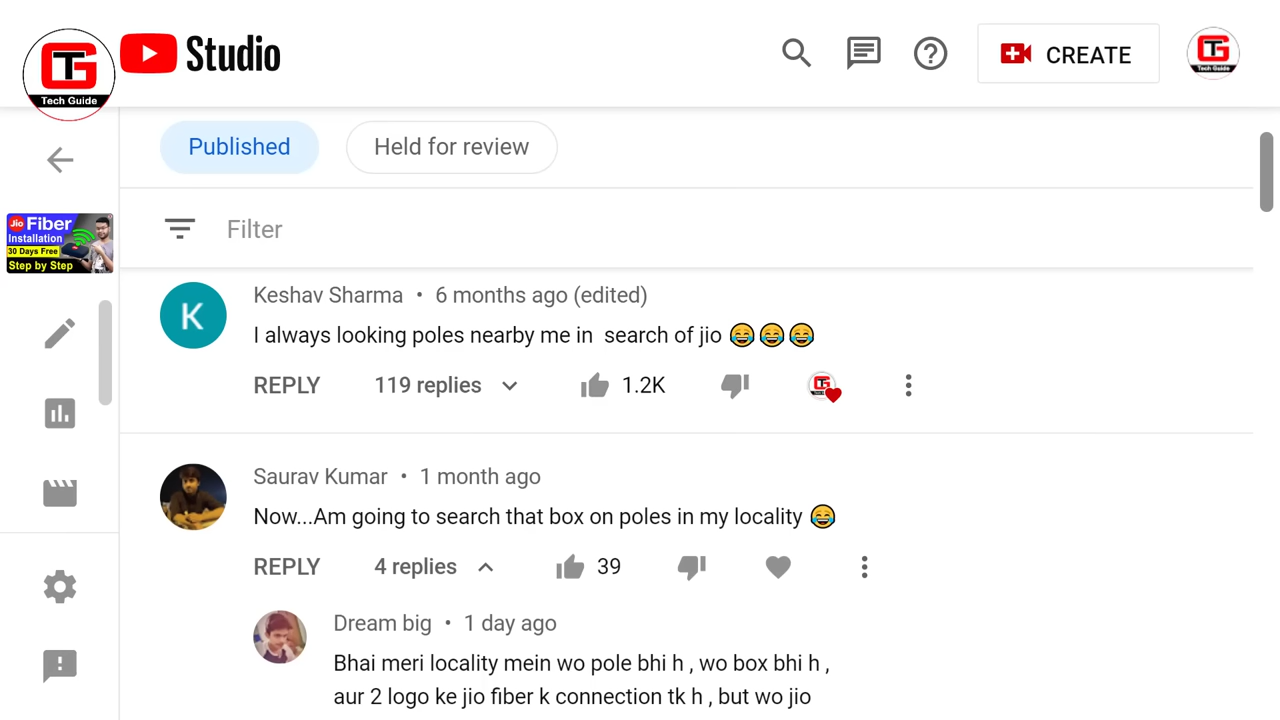 TG
Tech Guide
Studio
CREATE
TG
Tech Guide
Published
Held for review
Jio Fiber
Installation
30 Days Free
Step by Step
Filter
K
Keshav Sharma • 6 months ago (edited)
I always looking poles nearby me in search of jio 😂😂😂
REPLY 119 replies 1.2K
Saurav Kumar • 1 month ago
Now...Am going to search that box on poles in my locality 😂
REPLY 4 replies 39
Dream big • 1 day ago
Bhai meri locality mein wo pole bhi h , wo box bhi h ,
aur 2 logo ke jio fiber k connection tk h , but wo jio